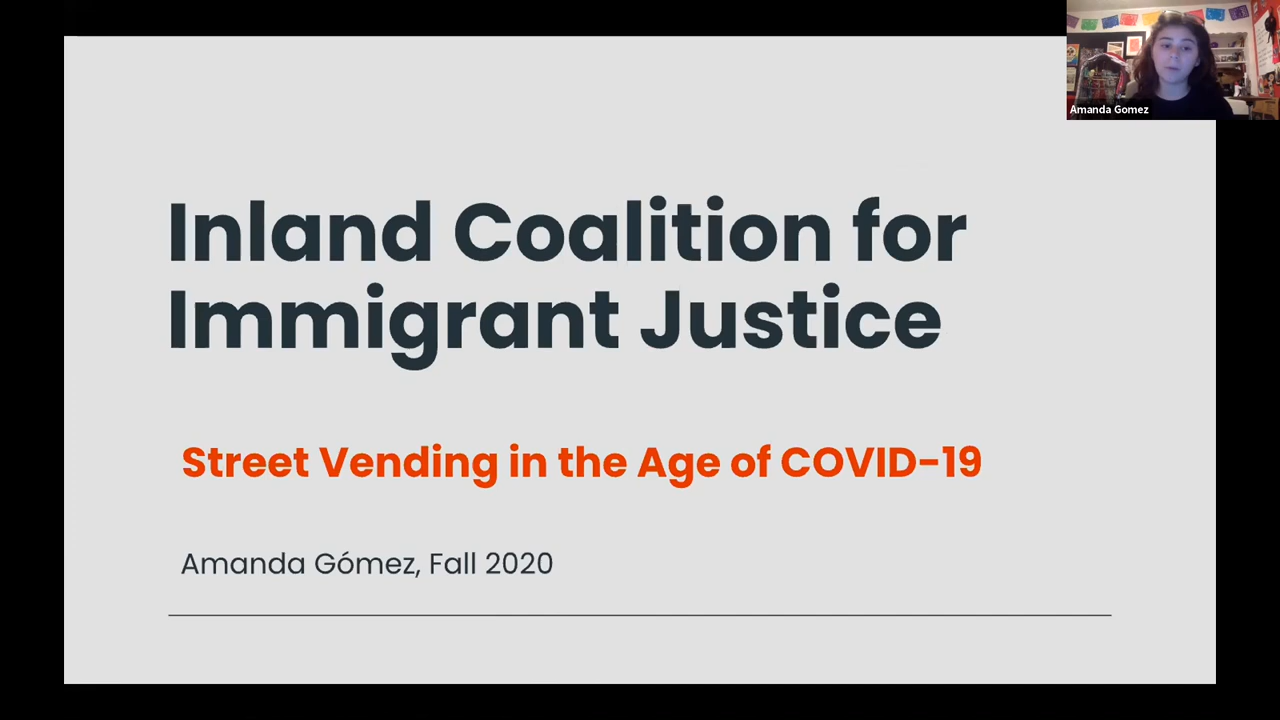 Amanda Gomez
Inland Coalition for
Immigrant Justice
Street Vending in the Age of COVID-19
Amanda Gómez, Fall 2020